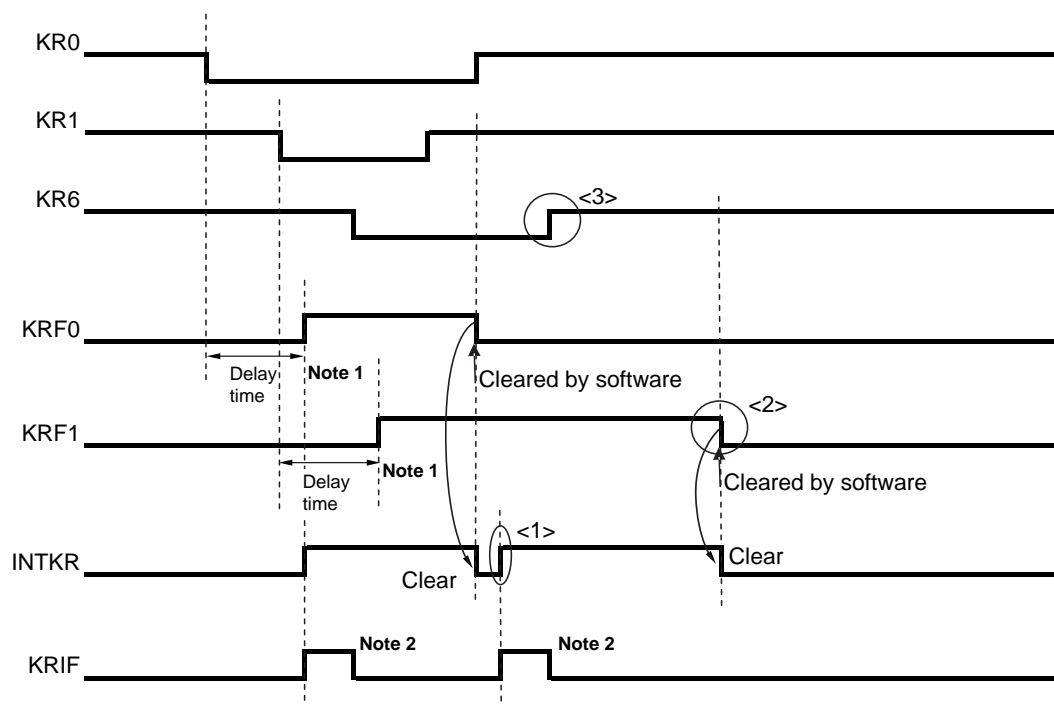 KR0
KR1
KR6
<3>
KRF0
Delay
time
Note 1
Cleared by software
KRF1
<2>
Delay
time
Note 1
Cleared by software
<1>
INTKR
Clear
Clear
KRIF
Note 2
Note 2